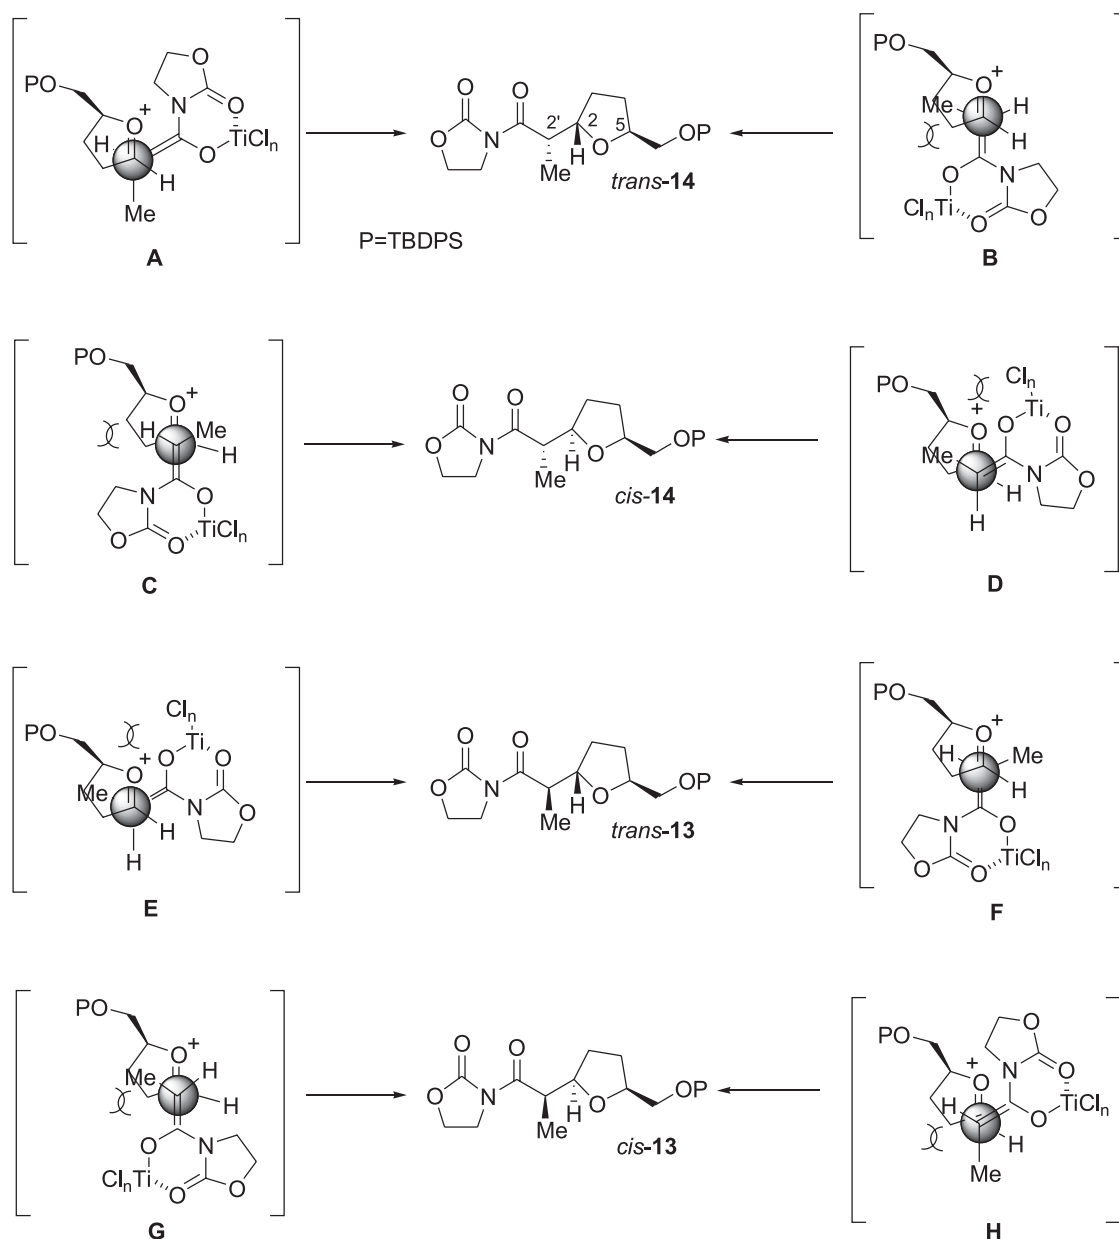 PO O + O N O O TiCln H H Me
A
O O O N 2' 2 5 Me H O OP
trans-14
P=TBDPS
PO O + Me H H O N Cln Ti O O
B
PO O + H Me H N O O O TiCln
C
O O O N Me H O OP
cis-14
PO O + Cln Ti O O Me N O H H
D
PO O + Cln Ti O O Me N O H H
E
O O O N Me H O OP
trans-13
PO O + H Me H N O O O TiCln
F
PO O + Me H H O N ClnTi O O
G
O O O N Me H O OP
cis-13
PO O + O N O O TiCln H H Me
H